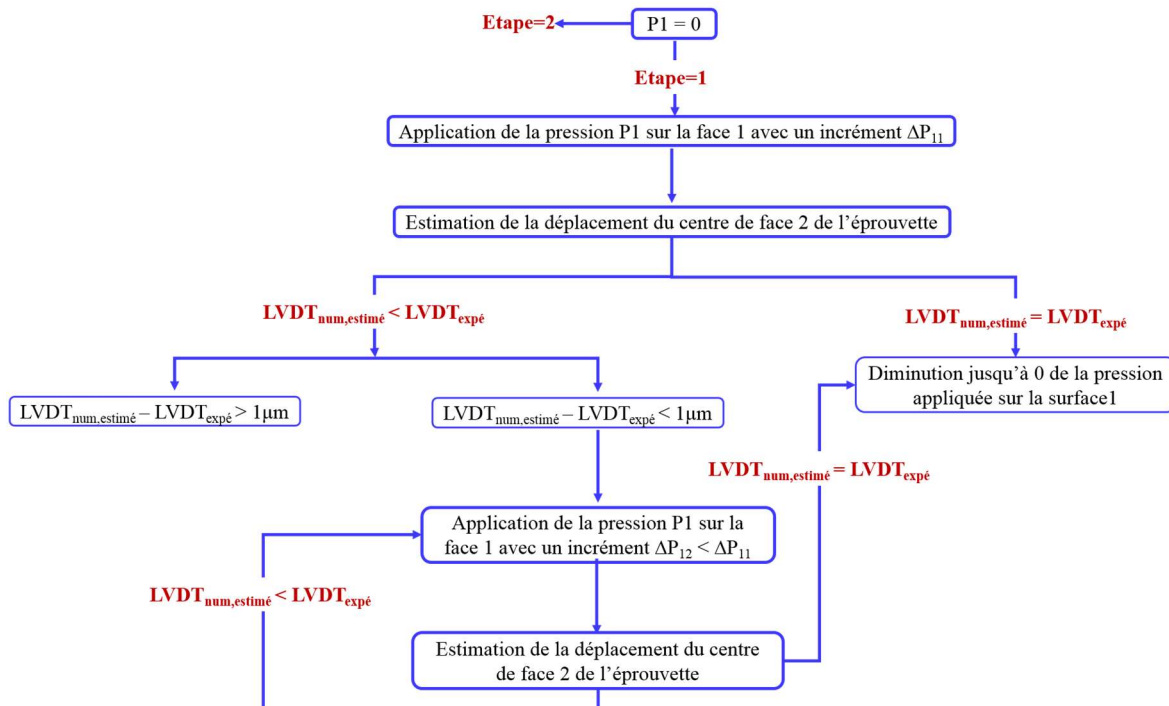 Etape=2
P1 = 0
Etape=1
Application de la pression P1 sur la face 1 avec un incrément ΔP₁₁
Estimation de la déplacement du centre de face 2 de l’éprouvette
LVDTnum,estimé < LVDTexpé
LVDTnum,estimé = LVDTexpé
LVDTnum,estimé – LVDTexpé > 1μm
LVDTnum,estimé – LVDTexpé < 1μm
Diminution jusqu’à 0 de la pression
appliquée sur la surface1
LVDTnum,estimé = LVDTexpé
Application de la pression P1 sur la
face 1 avec un incrément ΔP₁₂ < ΔP₁₁
LVDTnum,estimé < LVDTexpé
Estimation de la déplacement du centre
de face 2 de l’éprouvette